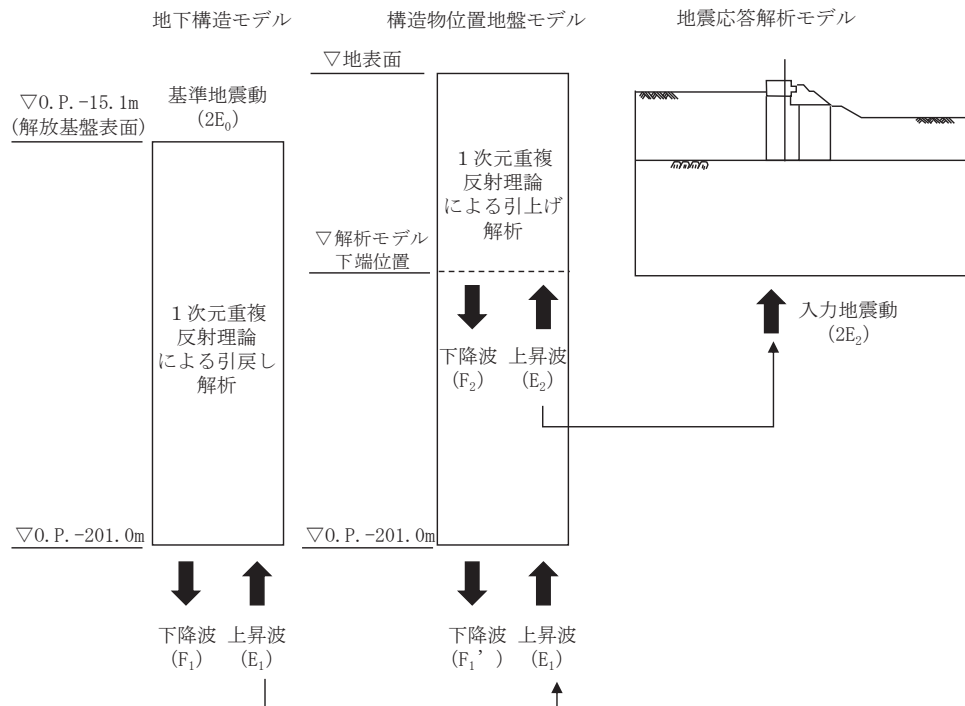 地下構造モデル
▽O.P.-15.1m
(解放基盤表面)
基準地震動
(2E₀)
1次元重複
反射理論
による引戻し
解析
▽O.P.-201.0m
下降波
(F₁)
上昇波
(E₁)
構造物位置地盤モデル
▽地表面
1次元重複
反射理論
による引上げ
解析
▽解析モデル
下端位置
下降波
(F₂)
上昇波
(E₂)
▽O.P.-201.0m
下降波
(F₁’)
上昇波
(E₁)
地震応答解析モデル
入力地震動
(2E₂)